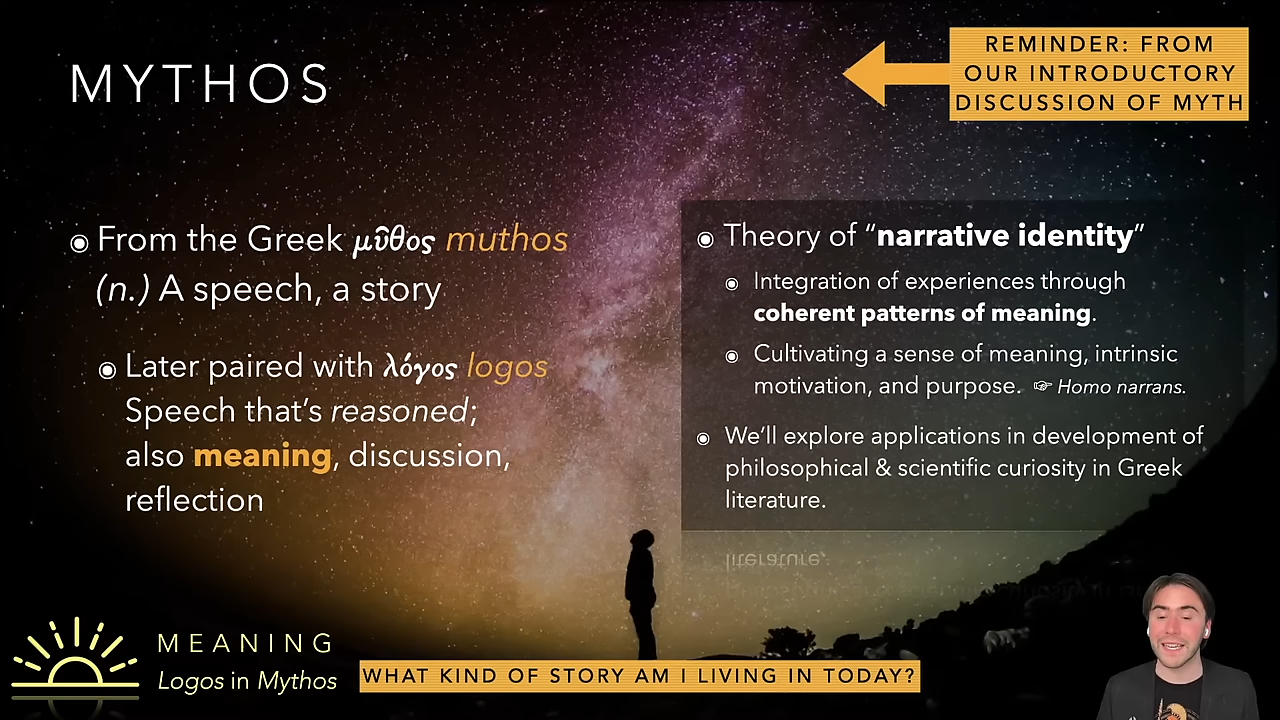 MYTHOS
REMINDER: FROM
OUR INTRODUCTORY
DISCUSSION OF MYTH
From the Greek μῦθος muthos
(n.) A speech, a story
Later paired with λόγος logos
Speech that's reasoned;
also meaning, discussion,
reflection
Theory of “narrative identity”
Integration of experiences through
coherent patterns of meaning.
Cultivating a sense of meaning, intrinsic
motivation, and purpose. ☞ Homo narrans.
We'll explore applications in development of
philosophical & scientific curiosity in Greek
literature.
literature.
MEANING
Logos in Mythos
WHAT KIND OF STORY AM I LIVING IN TODAY?